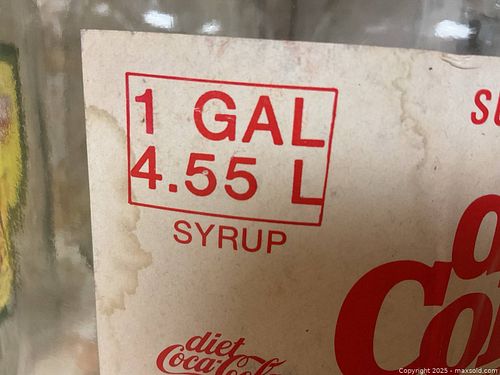 1 GAL
4.55 L
SYRUP
diet
Coca-Cola
Copyright 2025 - maxsold.com